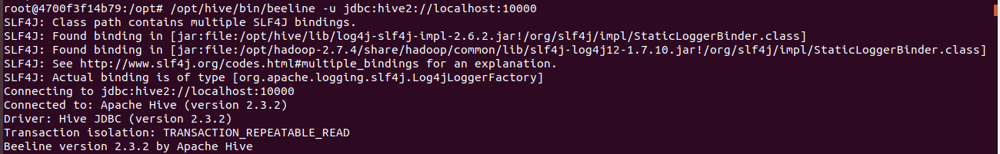 root@4700f3f14b79:/opt# /opt/hive/bin/beeline -u jdbc:hive2://localhost:10000
SLF4J: Class path contains multiple SLF4J bindings.
SLF4J: Found binding in [jar:file:/opt/hive/lib/log4j-slf4j-impl-2.6.2.jar!/org/slf4j/impl/StaticLoggerBinder.class]
SLF4J: Found binding in [jar:file:/opt/hadoop-2.7.4/share/hadoop/common/lib/slf4j-log4j12-1.7.10.jar!/org/slf4j/impl/StaticLoggerBinder.class]
SLF4J: See http://www.slf4j.org/codes.html#multiple_bindings for an explanation.
SLF4J: Actual binding is of type [org.apache.logging.slf4j.Log4jLoggerFactory]
Connecting to jdbc:hive2://localhost:10000
Connected to: Apache Hive (version 2.3.2)
Driver: Hive JDBC (version 2.3.2)
Transaction isolation: TRANSACTION_REPEATABLE_READ
Beeline version 2.3.2 by Apache Hive